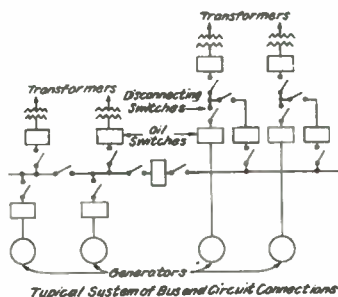 Transformers
Transformers
Disconnecting
Switches
Oil
Switches
Generators
Typical System of Bus and Circuit Connections